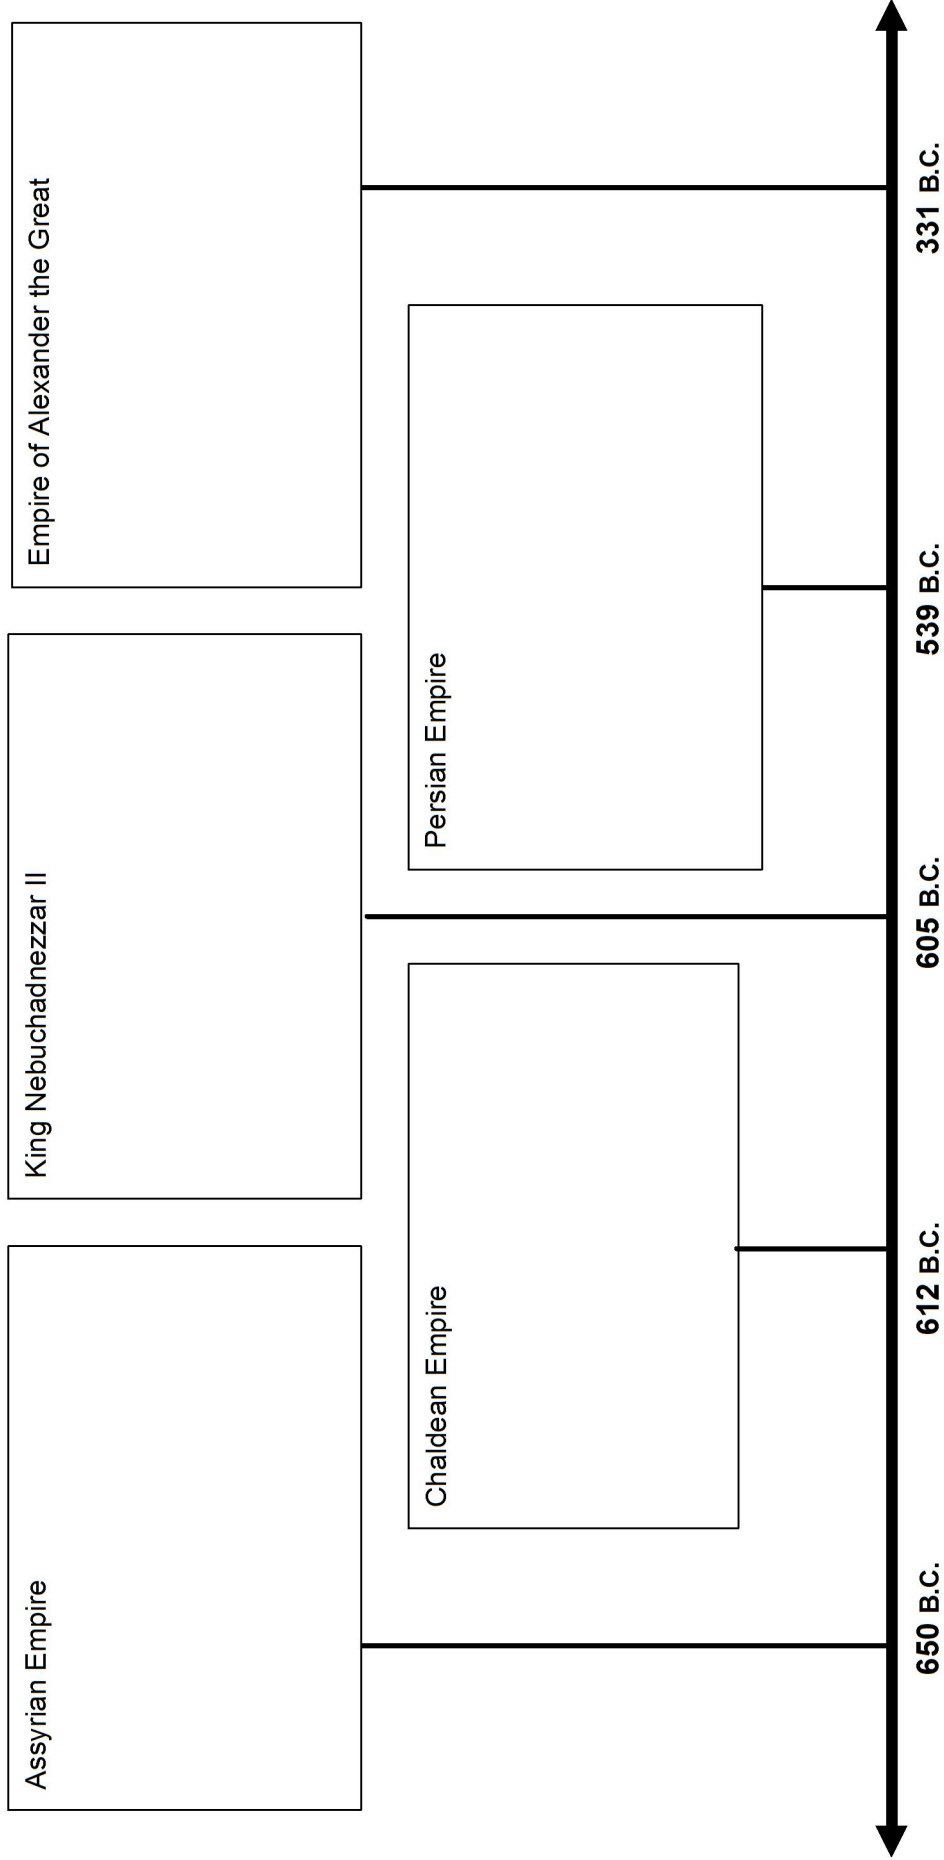 Assyrian Empire
King Nebuchadnezzar II
Empire of Alexander the Great
Chaldean Empire
Persian Empire
650 B.C.
612 B.C.
605 B.C.
539 B.C.
331 B.C.